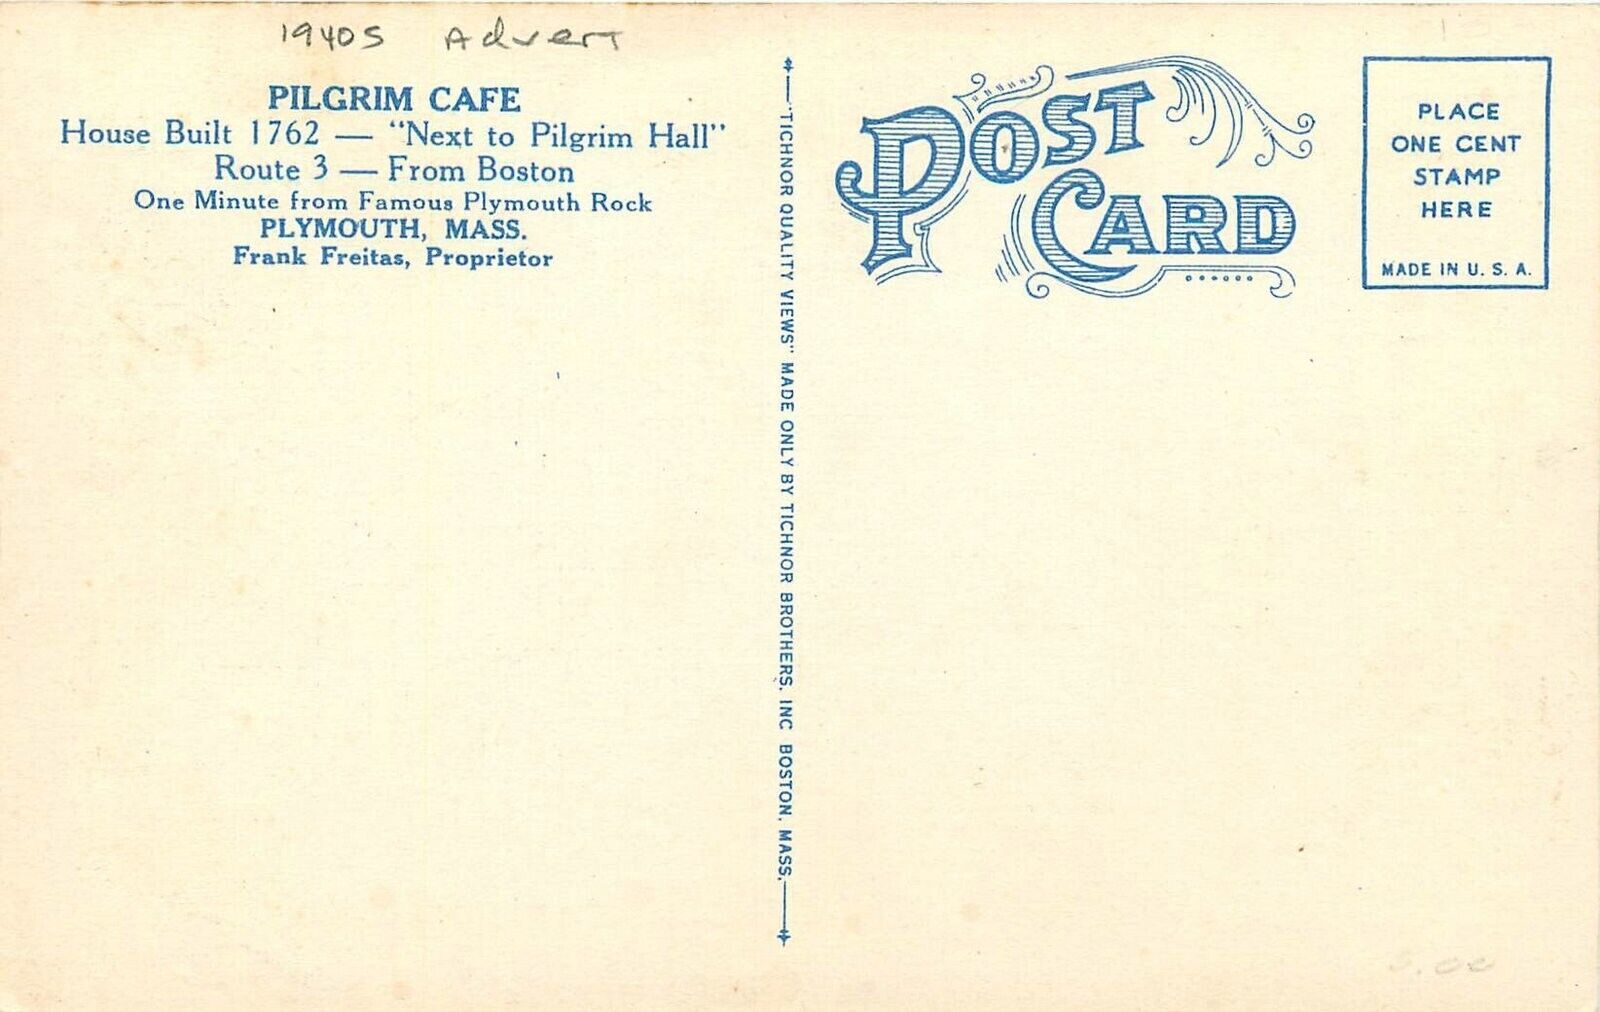 1940s Advert
PILGRIM CAFE
House Built 1762 — "Next to Pilgrim Hall"
Route 3 — From Boston
One Minute from Famous Plymouth Rock
PLYMOUTH, MASS.
Frank Freitas, Proprietor
"TICHNOR QUALITY VIEWS" MADE ONLY BY TICHNOR BROTHERS, INC BOSTON, MASS.
POST
CARD
PLACE
ONE CENT
STAMP
HERE
MADE IN U. S. A.